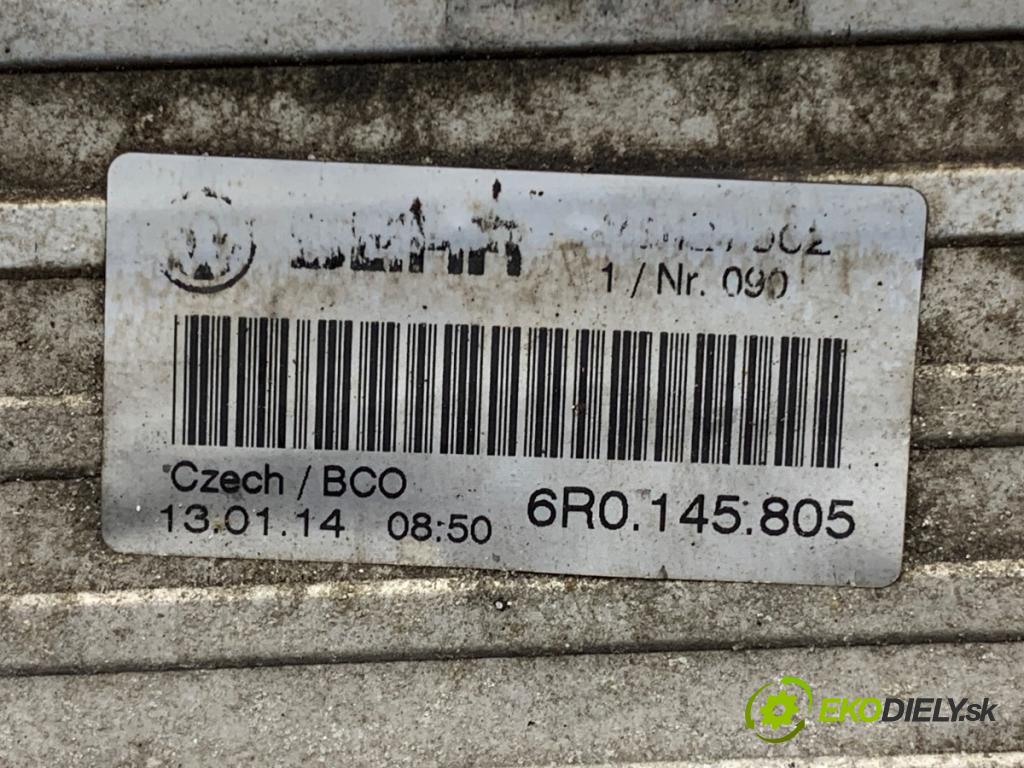 1 / Nr. 090
Czech / BCO
13.01.14 08:50 6R0.145.805
EKODIELY.sk